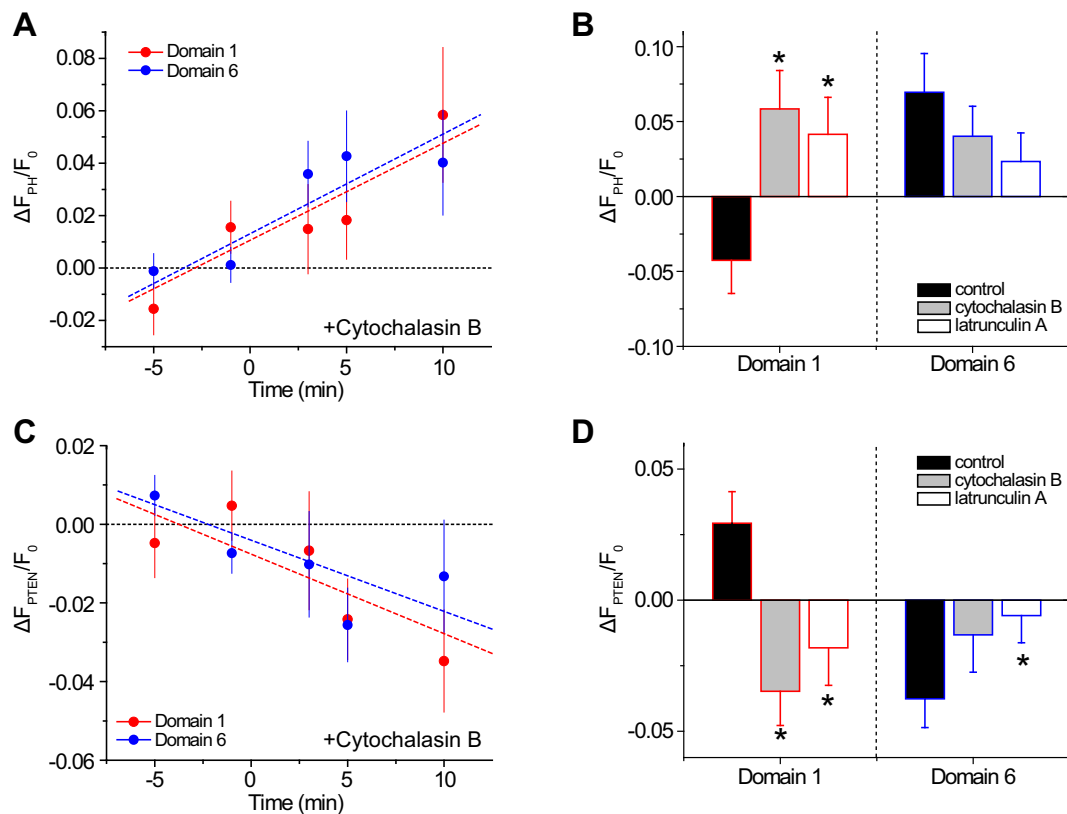 A
Domain 1
Domain 6
ΔF_PH/F_0
0.08
0.06
0.04
0.02
0.00
-0.02
+Cytochalasin B
-5 0 5 10
Time (min)
B
ΔF_PH/F_0
0.10
0.05
0.00
-0.05
-0.10
* *
control
cytochalasin B
latrunculin A
Domain 1 Domain 6
C
ΔF_PTEN/F_0
0.02
0.00
-0.02
-0.04
-0.06
Domain 1
Domain 6
+Cytochalasin B
-5 0 5 10
Time (min)
D
ΔF_PTEN/F_0
0.05
0.00
-0.05
control
cytochalasin B
latrunculin A
* * *
Domain 1 Domain 6